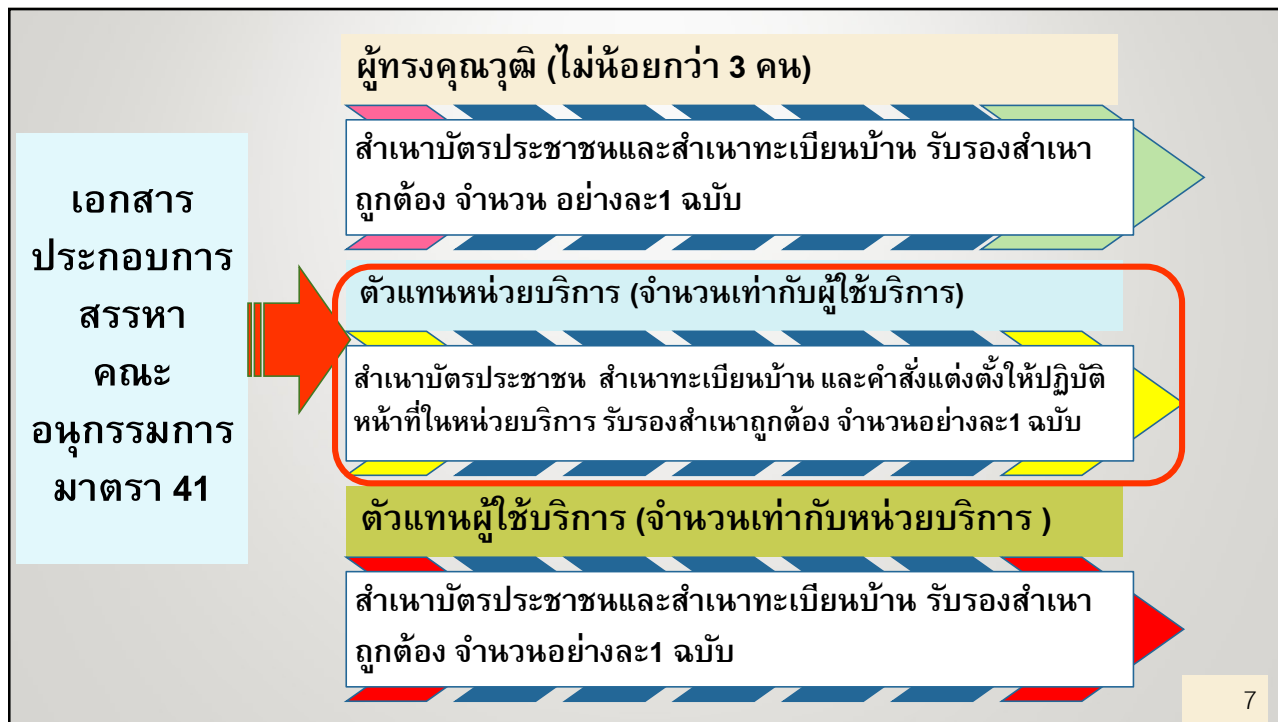 เอกสาร
ประกอบการ
สรรหา
คณะ
อนุกรรมการ
มาตรา 41
ผู้ทรงคุณวุฒิ (ไม่น้อยกว่า 3 คน)
สำเนาบัตรประชาชนและสำเนาทะเบียนบ้าน รับรองสำเนา
ถูกต้อง จำนวน อย่างละ1 ฉบับ
ตัวแทนหน่วยบริการ (จำนวนเท่ากับผู้ใช้บริการ)
สำเนาบัตรประชาชน สำเนาทะเบียนบ้าน และคำสั่งแต่งตั้งให้ปฏิบัติ
หน้าที่ในหน่วยบริการ รับรองสำเนาถูกต้อง จำนวนอย่างละ1 ฉบับ
ตัวแทนผู้ใช้บริการ (จำนวนเท่ากับหน่วยบริการ )
สำเนาบัตรประชาชนและสำเนาทะเบียนบ้าน รับรองสำเนา
ถูกต้อง จำนวนอย่างละ1 ฉบับ
7